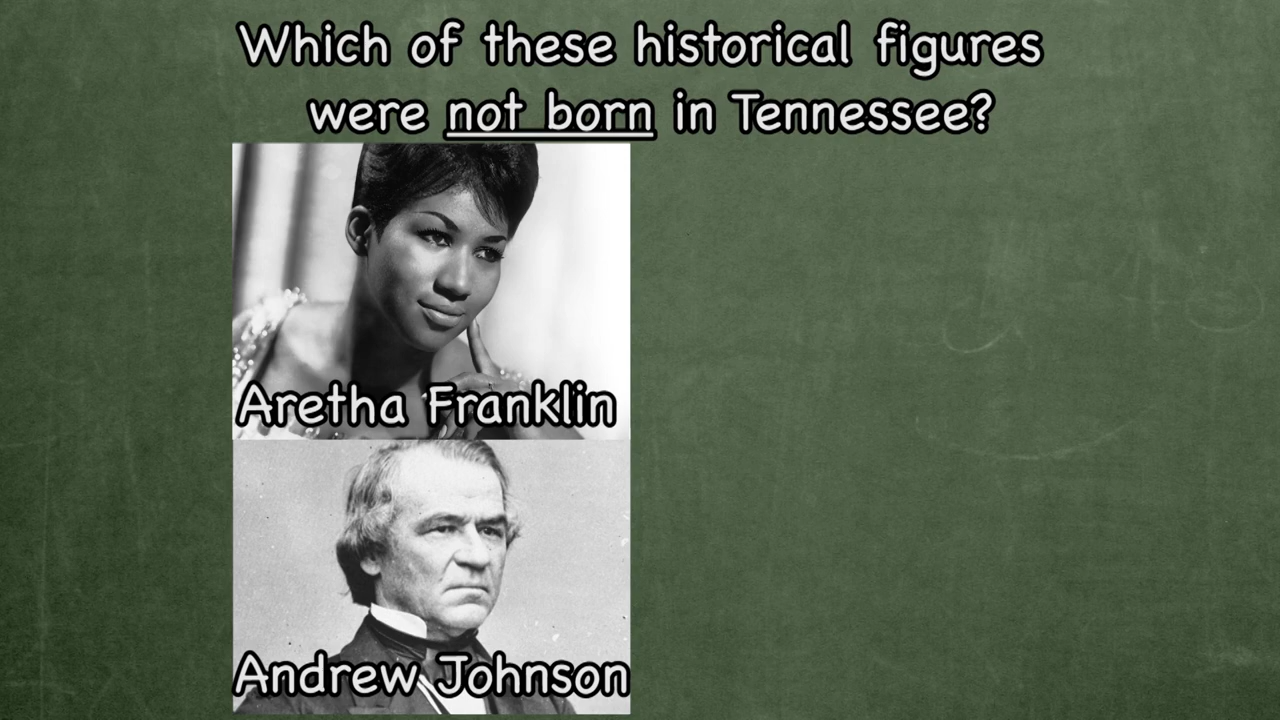 Which of these historical figures
were not born in Tennessee?
Aretha Franklin
Andrew Johnson